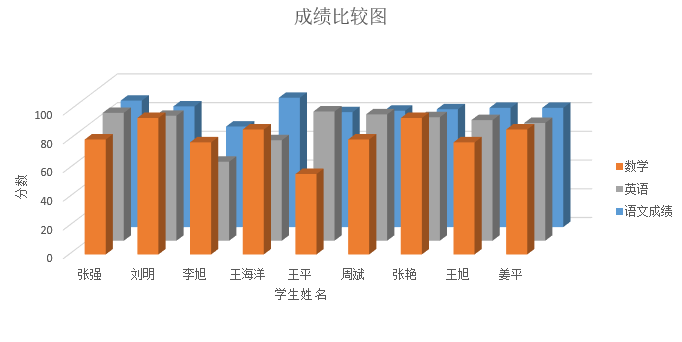 成绩比较图
100
80
60
40
20
0
分数
张强 刘明 李旭 王海洋 王平 周斌 张艳 王旭 姜平
学生姓名
数学
英语
语文成绩